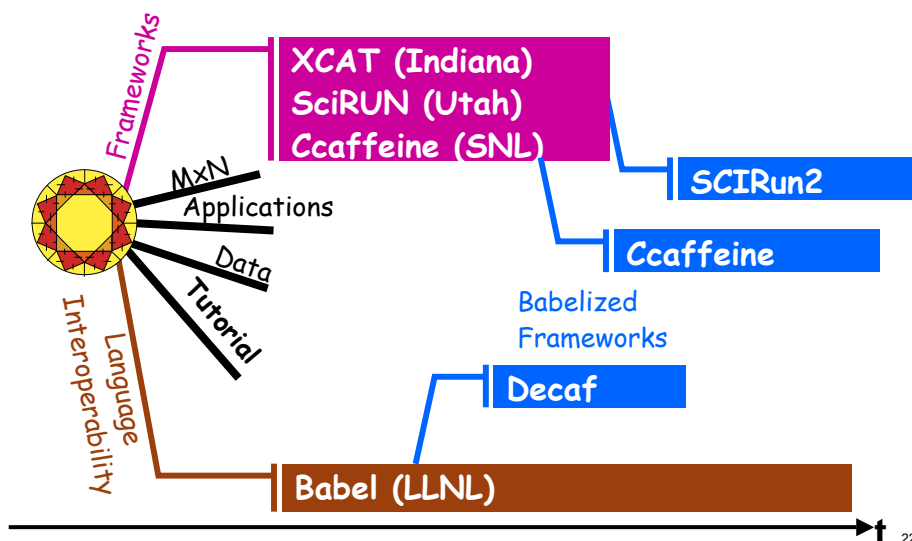 Frameworks
XCAT (Indiana)
SciRUN (Utah)
Ccaffeine (SNL)
MxN
Applications
Data
Tutorial
SCIRun2
Ccaffeine
Babelized
Frameworks
Decaf
Language
Interoperability
Babel (LLNL)
t
22